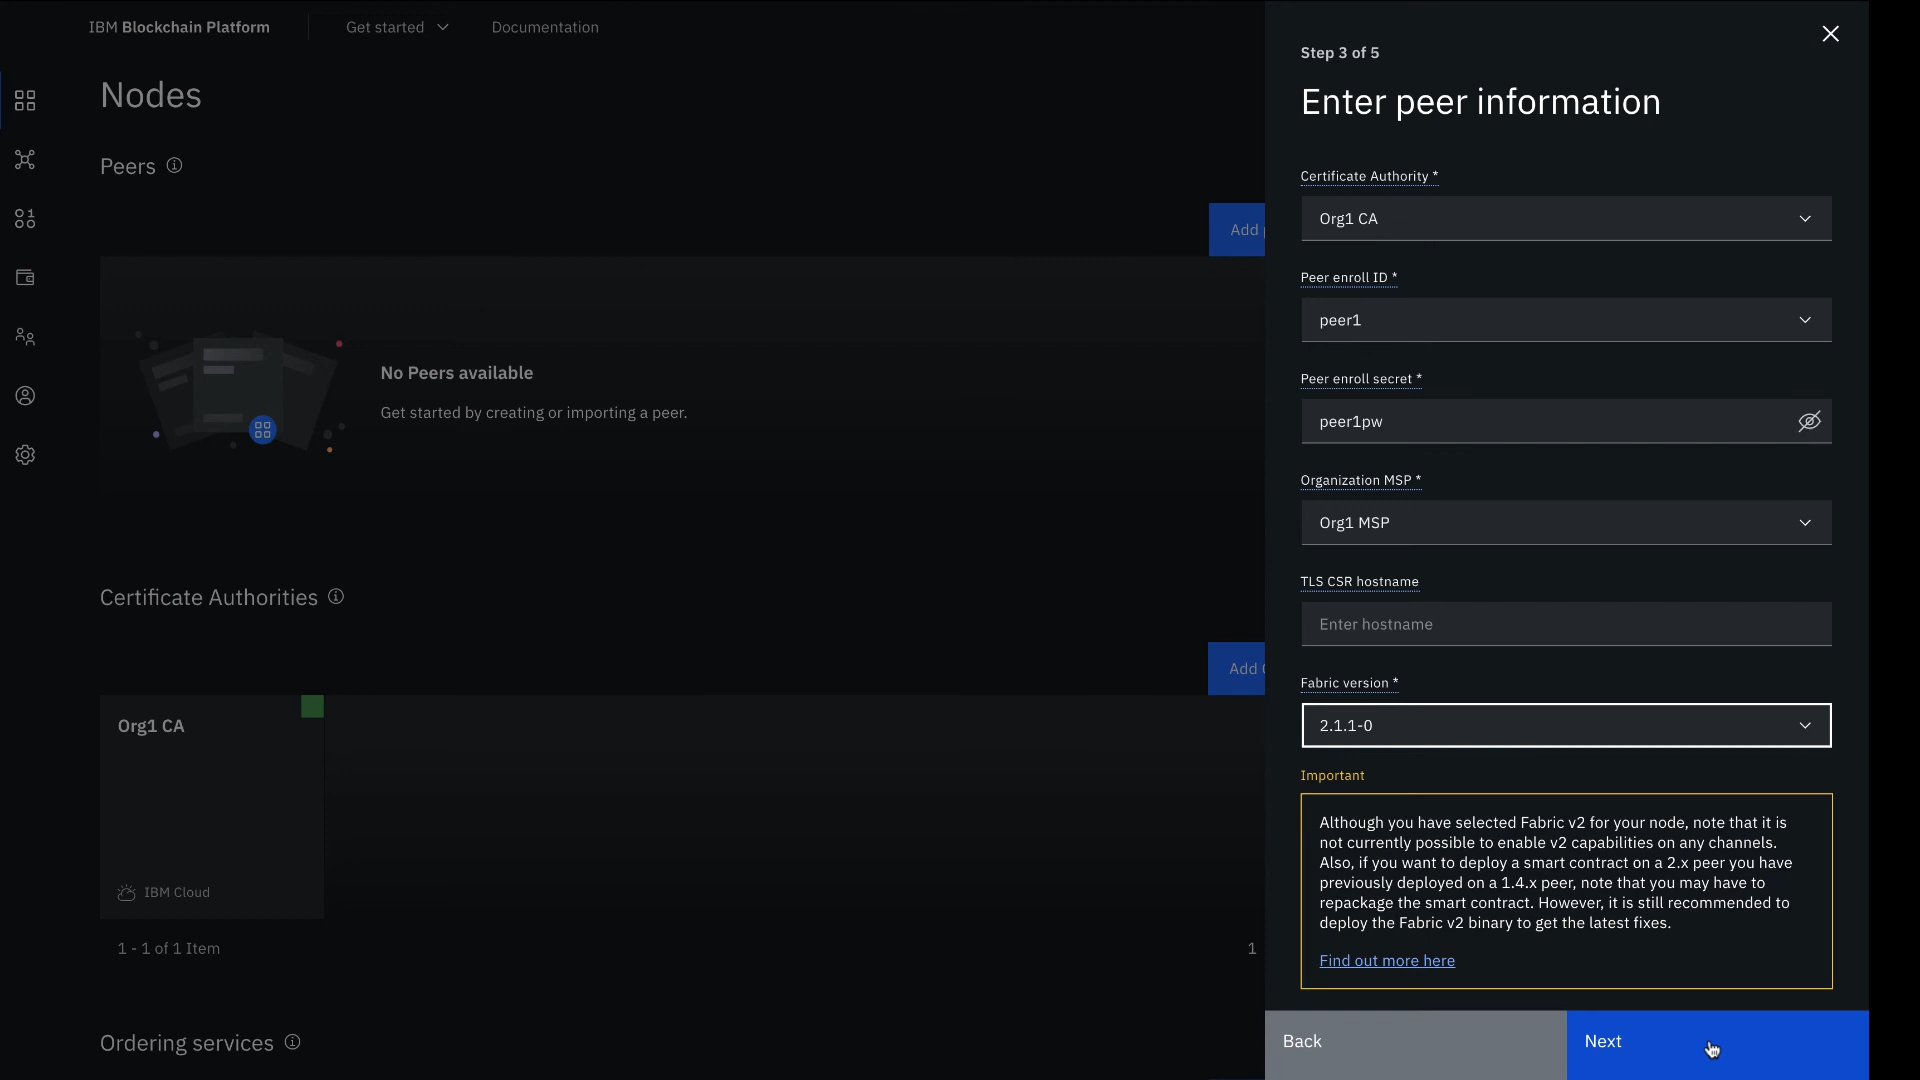 IBM Blockchain Platform
Get started
Documentation
Nodes
Peers
Add
No Peers available
Get started by creating or importing a peer.
Certificate Authorities
Add
Org1 CA
IBM Cloud
1 - 1 of 1 Item
1
Ordering services
Step 3 of 5
Enter peer information
Certificate Authority *
Org1 CA
Peer enroll ID *
peer1
Peer enroll secret *
peer1pw
Organization MSP *
Org1 MSP
TLS CSR hostname
Enter hostname
Fabric version *
2.1.1-0
Important
Although you have selected Fabric v2 for your node, note that it is
not currently possible to enable v2 capabilities on any channels.
Also, if you want to deploy a smart contract on a 2.x peer you have
previously deployed on a 1.4.x peer, note that you may have to
repackage the smart contract. However, it is still recommended to
deploy the Fabric v2 binary to get the latest fixes.
Find out more here
Back
Next